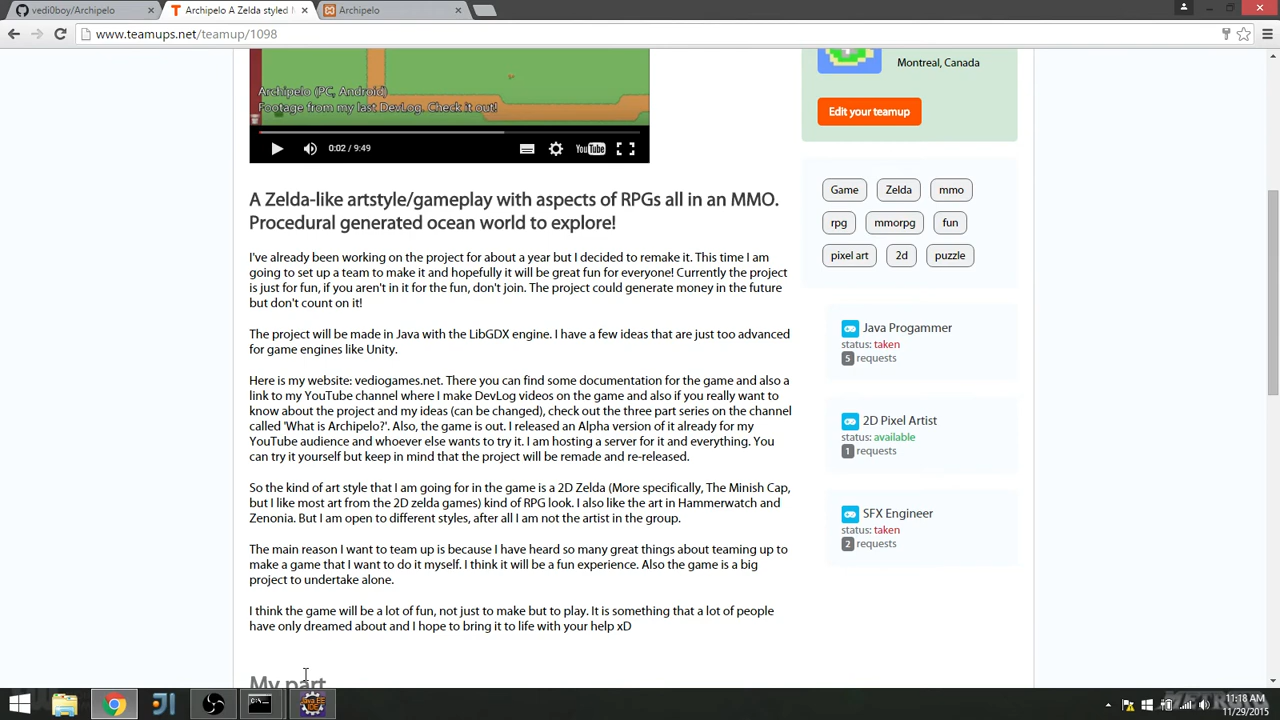 vedi0boy/Archipelo
Archipelo A Zelda styled
Archipelo
www.teamups.net/teamup/1098
Archipelo (PC, Android)
Footage from my last DevLog. Check it out!
0:02 / 9:49
YouTube
Montreal, Canada
Edit your teamup
Game Zelda mmo
rpg mmorpg fun
pixel art 2d puzzle
A Zelda-like artstyle/gameplay with aspects of RPGs all in an MMO.
Procedural generated ocean world to explore!
I've already been working on the project for about a year but I decided to remake it. This time I am
going to set up a team to make it and hopefully it will be great fun for everyone! Currently the project
is just for fun, if you aren't in it for the fun, don't join. The project could generate money in the future
but don't count on it!
The project will be made in Java with the LibGDX engine. I have a few ideas that are just too advanced
for game engines like Unity.
Here is my website: vediogames.net. There you can find some documentation for the game and also a
link to my YouTube channel where I make DevLog videos on the game and also if you really want to
know about the project and my ideas (can be changed), check out the three part series on the channel
called 'What is Archipelo?'. Also, the game is out. I released an Alpha version of it already for my
YouTube audience and whoever else wants to try it. I am hosting a server for it and everything. You
can try it yourself but keep in mind that the project will be remade and re-released.
So the kind of art style that I am going for in the game is a 2D Zelda (More specifically, The Minish Cap,
but I like most art from the 2D zelda games) kind of RPG look. I also like the art in Hammerwatch and
Zenonia. But I am open to different styles, after all I am not the artist in the group.
The main reason I want to team up is because I have heard so many great things about teaming up to
make a game that I want to do it myself. I think it will be a fun experience. Also the game is a big
project to undertake alone.
I think the game will be a lot of fun, not just to make but to play. It is something that a lot of people
have only dreamed about and I hope to bring it to life with your help xD
My part
Java Progammer
status: taken
5 requests
2D Pixel Artist
status: available
1 requests
SFX Engineer
status: taken
2 requests
Java EE
IDE
11:18 AM
11/29/2015